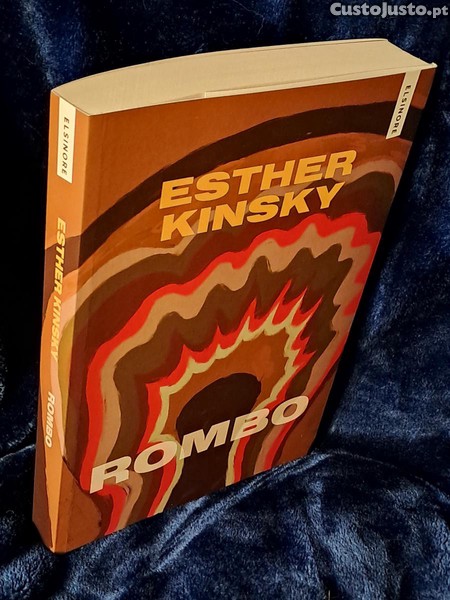 CustoJusto.pt
ELSINORE
ELSINORE
ESTHER
KINSKY
ESTHER KINSKY
ROMBO
ROMBO